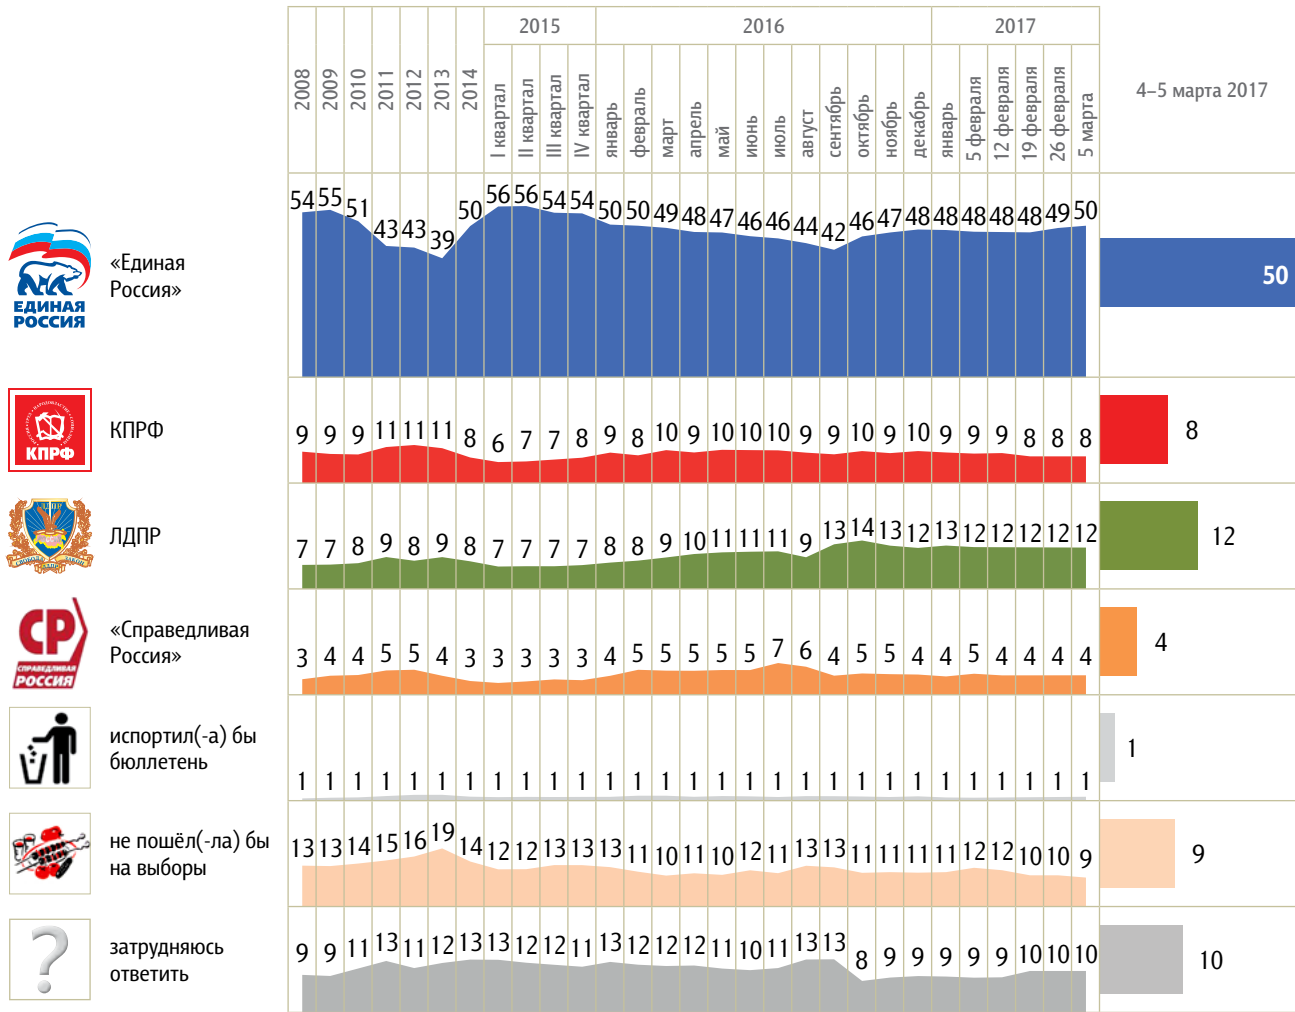 2015 2016 2017
2008 2009 2010 2011 2012 2013 2014 I квартал II квартал III квартал IV квартал январь февраль март апрель май июнь июль август сентябрь октябрь ноябрь декабрь январь 5 февраля 12 февраля 19 февраля 26 февраля 5 марта
4–5 марта 2017
54 55 51 43 43 39 50 56 56 54 54 50 50 49 48 47 46 46 44 42 46 47 48 48 48 48 48 49 50
ЕДИНАЯ
РОССИЯ
«Единая
Россия»
50
КПРФ
КПРФ
9 9 9 11 11 11 8 6 7 7 8 9 8 10 9 10 10 10 9 9 10 9 10 9 9 9 8 8 8
8
ЛДПР
ЛДПР
7 7 8 9 8 9 8 7 7 7 7 8 8 9 10 11 11 11 9 13 14 13 12 13 12 12 12 12 12
12
СР
СПРАВЕДЛИВАЯ
РОССИЯ
«Справедливая
Россия»
3 4 4 5 5 4 3 3 3 3 3 4 5 5 5 5 5 7 6 4 5 5 4 4 5 4 4 4 4
4
испортил(-а) бы
бюллетень
1 1 1 1 1 1 1 1 1 1 1 1 1 1 1 1 1 1 1 1 1 1 1 1 1 1 1 1 1
1
не пошёл(-ла) бы
на выборы
13 13 14 15 16 19 14 12 12 13 13 13 11 10 11 10 12 11 13 13 11 11 11 11 12 12 10 10 9
9
затрудняюсь
ответить
9 9 11 13 11 12 13 13 12 12 11 13 12 12 12 11 10 11 13 13 8 9 9 9 9 9 10 10 10
10